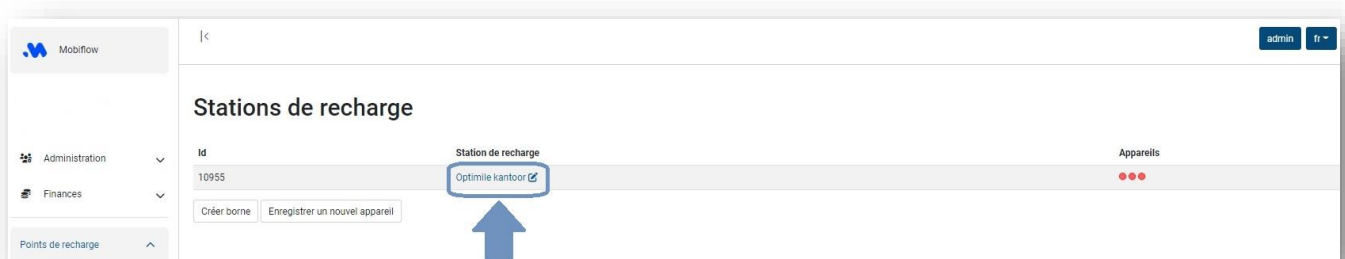 Mobiflow
|<
admin
fr
Stations de recharge
Administration
Finances
Points de recharge
Id
Station de recharge
Appareils
10955
Optimile kantoor
Créer borne
Enregistrer un nouvel appareil